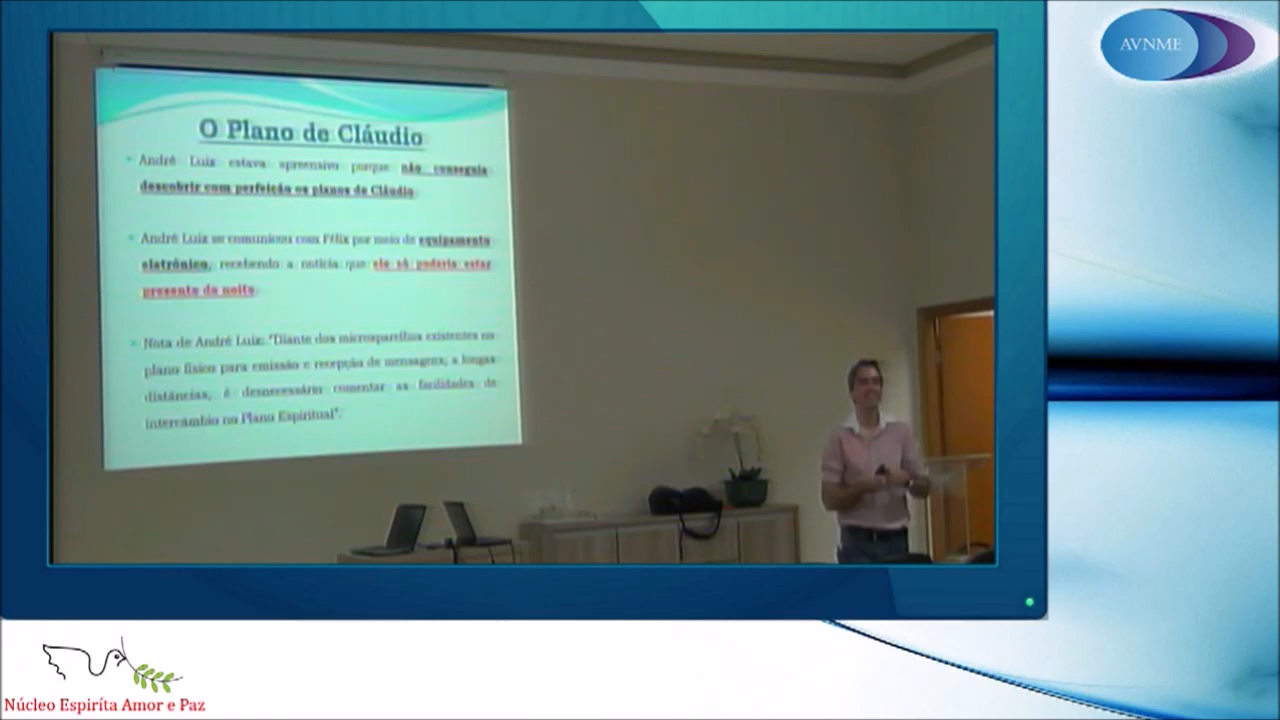 AVNME
O Plano de Cláudio
André Luiz estava apreensivo porque não conseguia
descobrir com perfeição os planos de Cláudio.
André Luiz se comunicou com Félix por meio de equipamento
eletrônico, recebendo a notícia que ele só poderia estar
presente da noite.
Nota de André Luiz: "Diante dos microaparelhos existentes no
plano físico para emissão e recepção de mensagens, a longas
distâncias, é desnecessário comentar as facilidades de
intercâmbio no Plano Espiritual".
Núcleo Espiríta Amor e Paz